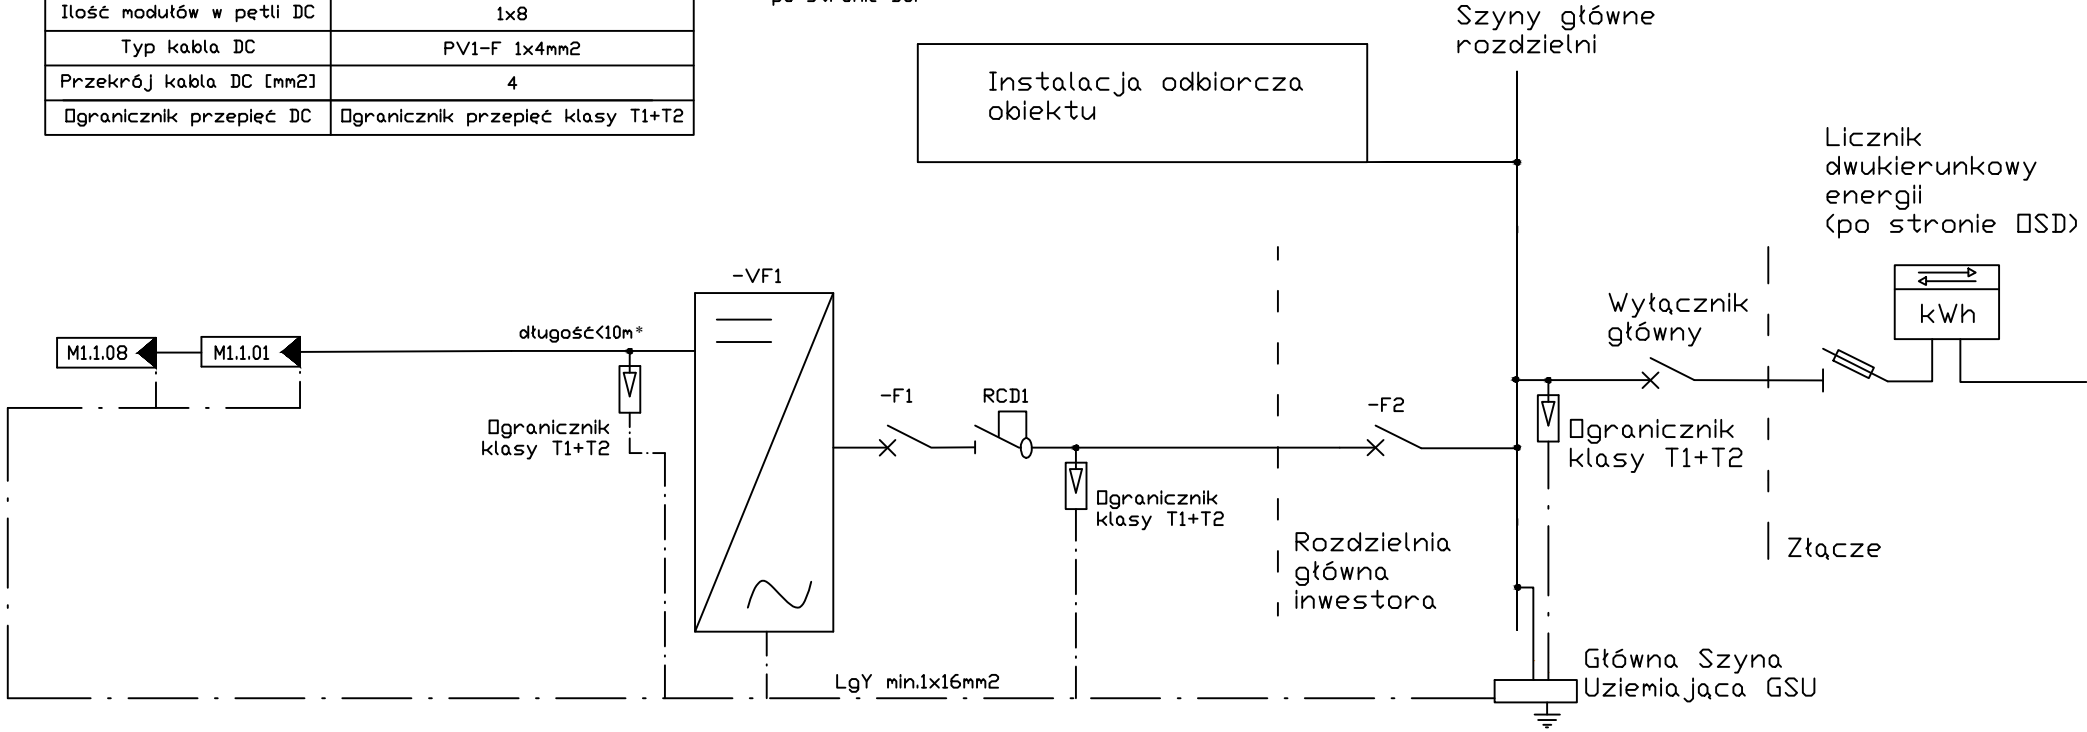 Ilość modułów w pętli DC 1x8
Typ kabla DC PV1-F 1x4mm2
Przekrój kabla DC [mm2] 4
Ogranicznik przepięć DC Ogranicznik przepięć klasy T1+T2
Szyny główne
rozdzielni
Instalacja odbiorcza
obiektu
Licznik
dwukierunkowy
energii
(po stronie OSD)
kWh
Wyłącznik
główny
-VF1
długość<10m*
M1.1.08
M1.1.01
-F1
RCD1
-F2
Ogranicznik
klasy T1+T2
Ogranicznik
klasy T1+T2
Ogranicznik
klasy T1+T2
Rozdzielnia
główna
inwestora
Złącze
Główna Szyna
Uziemiająca GSU
LgY min.1x16mm2